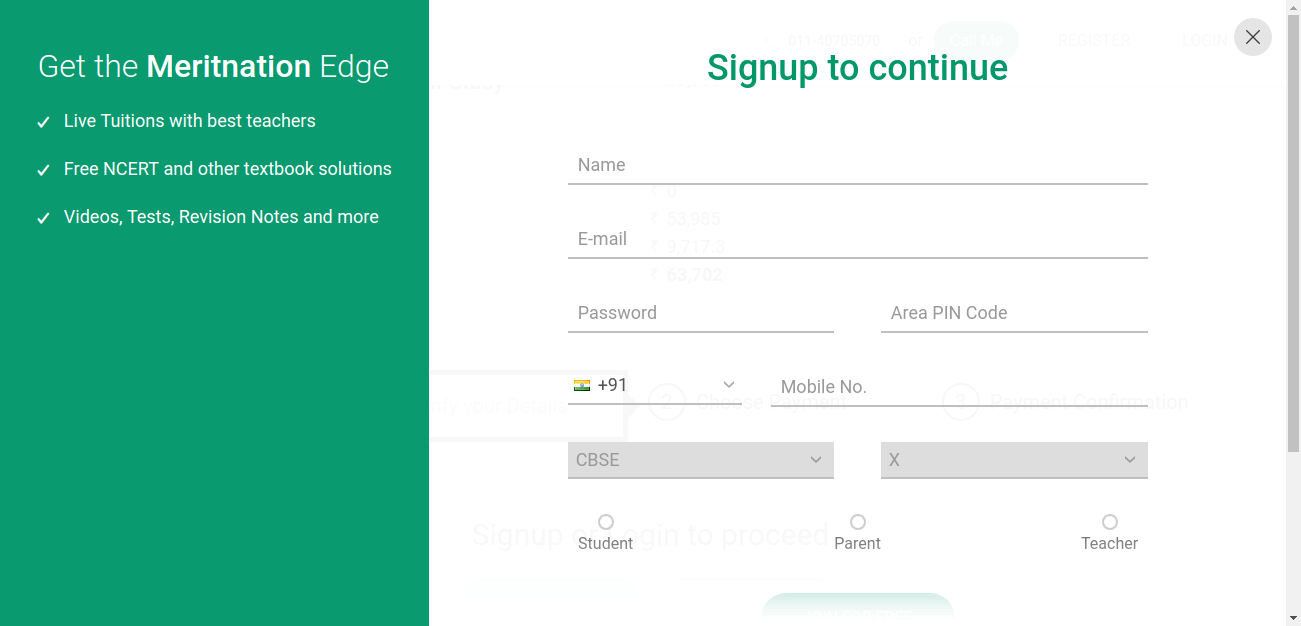 Get the Meritnation Edge
Live Tuitions with best teachers
Free NCERT and other textbook solutions
Videos, Tests, Revision Notes and more
011-40705070 or Call Me REGISTER LOGIN
Signup to continue
Study
Name
₹ 0
₹ 53,985
E-mail
₹ 9,717.3
₹ 63,702
Password
Area PIN Code
+91
Mobile No.
your Details
2 Choose Payment
3 Payment Confirmation
CBSE
X
Signup or Login to proceed
Student
Parent
Teacher